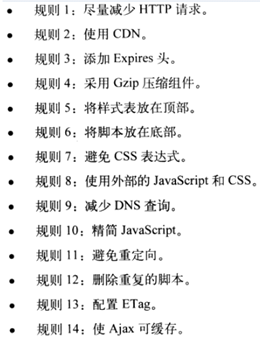 ● 规则 1：尽量减少 HTTP 请求。
● 规则 2：使用 CDN。
● 规则 3：添加 Expires 头。
● 规则 4：采用 Gzip 压缩组件。
● 规则 5：将样式表放在顶部。
● 规则 6：将脚本放在底部。
● 规则 7：避免 CSS 表达式。
● 规则 8：使用外部的 JavaScript 和 CSS。
● 规则 9：减少 DNS 查询。
● 规则 10：精简 JavaScript。
● 规则 11：避免重定向。
● 规则 12：删除重复的脚本。
● 规则 13：配置 ETag。
● 规则 14：使 Ajax 可缓存。